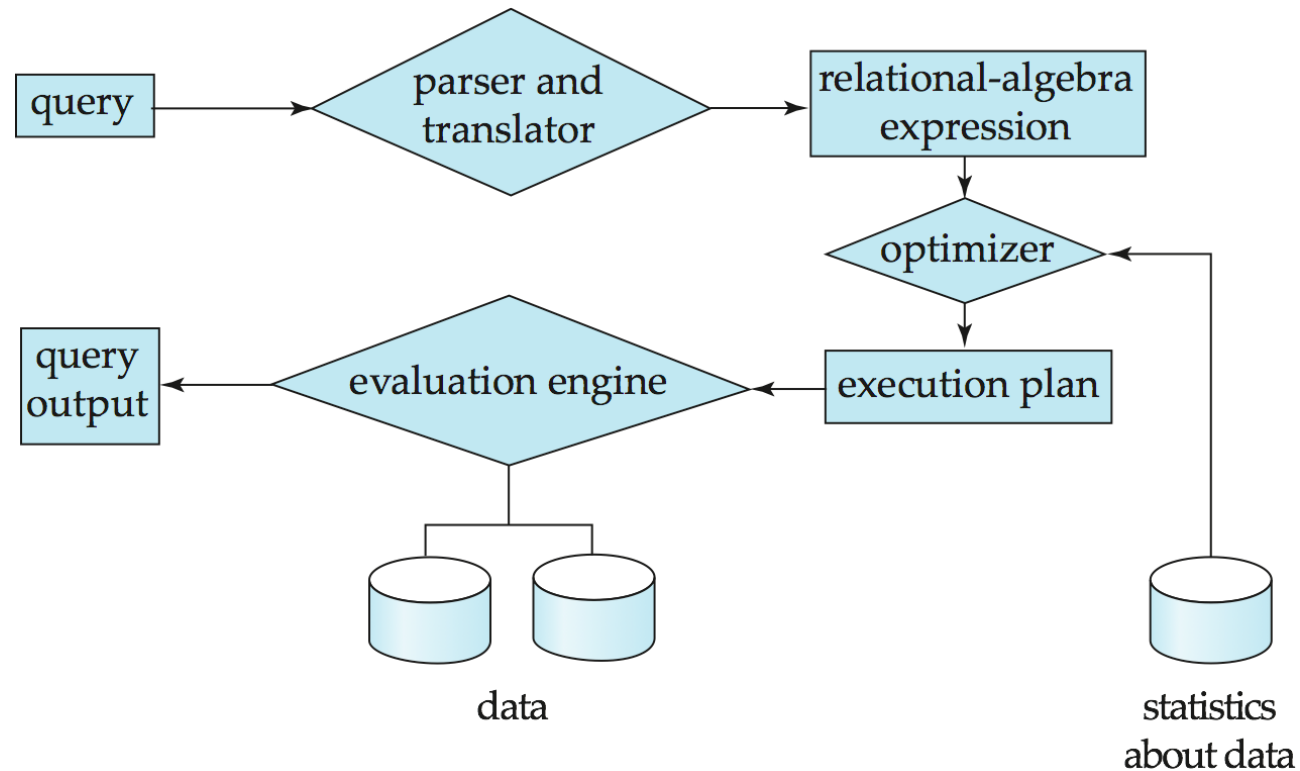 query
parser and
translator
relational-algebra
expression
optimizer
query
output
evaluation engine
execution plan
data
statistics
about data